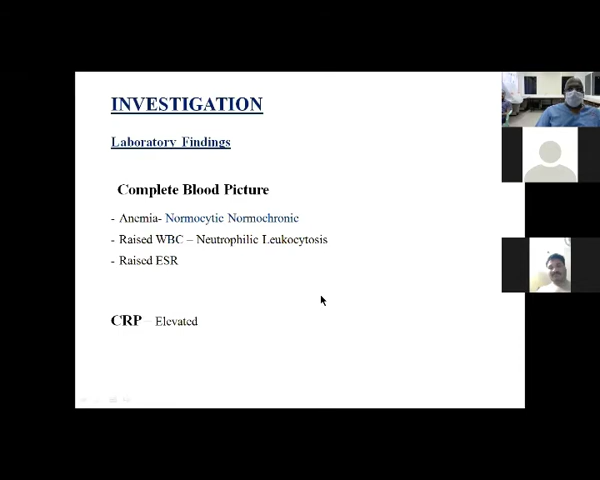 INVESTIGATION
Laboratory Findings
Complete Blood Picture
- Anemia- Normocytic Normochronic
- Raised WBC – Neutrophilic Leukocytosis
- Raised ESR
CRP – Elevated